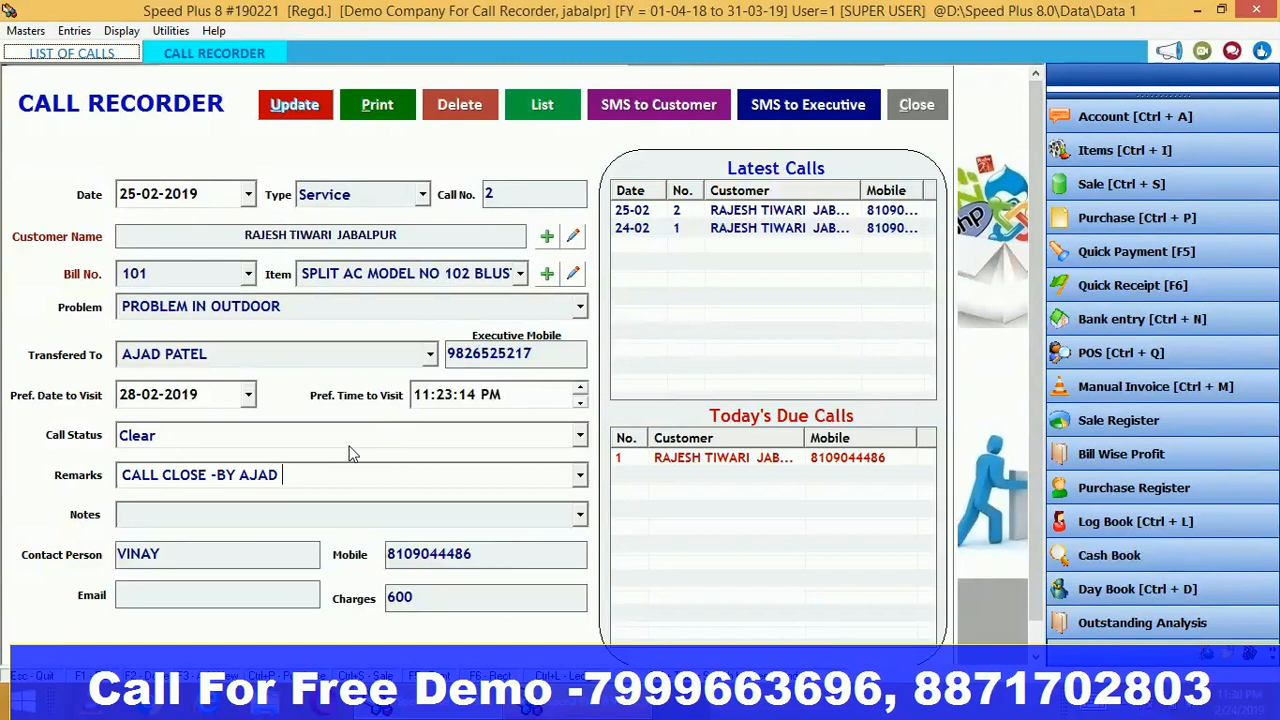 Speed Plus 8 #190221 [Regd.] [Demo Company For Call Recorder, jabalpr] [FY = 01-04-18 to 31-03-19] User=1 [SUPER USER] @D:\Speed Plus 8.0\Data\Data 1
Masters Entries Display Utilities Help
LIST OF CALLS CALL RECORDER
CALL RECORDER Update Print Delete List SMS to Customer SMS to Executive Close
Date 25-02-2019 Type Service Call No. 2
Customer Name RAJESH TIWARI JABALPUR
Bill No. 101 Item SPLIT AC MODEL NO 102 BLUST
Problem PROBLEM IN OUTDOOR
Executive Mobile
Transfered To AJAD PATEL 9826525217
Pref. Date to Visit 28-02-2019 Pref. Time to Visit 11:23:14 PM
Call Status Clear
Remarks CALL CLOSE -BY AJAD
Notes
Contact Person VINAY Mobile 8109044486
Email Charges 600
Latest Calls
Date No. Customer Mobile
25-02 2 RAJESH TIWARI JAB... 8109...
24-02 1 RAJESH TIWARI JAB... 8109...
Today's Due Calls
No. Customer Mobile
1 RAJESH TIWARI JAB... 8109044486
Account [Ctrl + A]
Items [Ctrl + I]
Sale [Ctrl + S]
Purchase [Ctrl + P]
Quick Payment [F5]
Quick Receipt [F6]
Bank entry [Ctrl + N]
POS [Ctrl + Q]
Manual Invoice [Ctrl + M]
Sale Register
Bill Wise Profit
Purchase Register
Log Book [Ctrl + L]
Cash Book
Day Book [Ctrl + D]
Outstanding Analysis
Esc - Quit
Call For Free Demo -7999663696, 8871702803